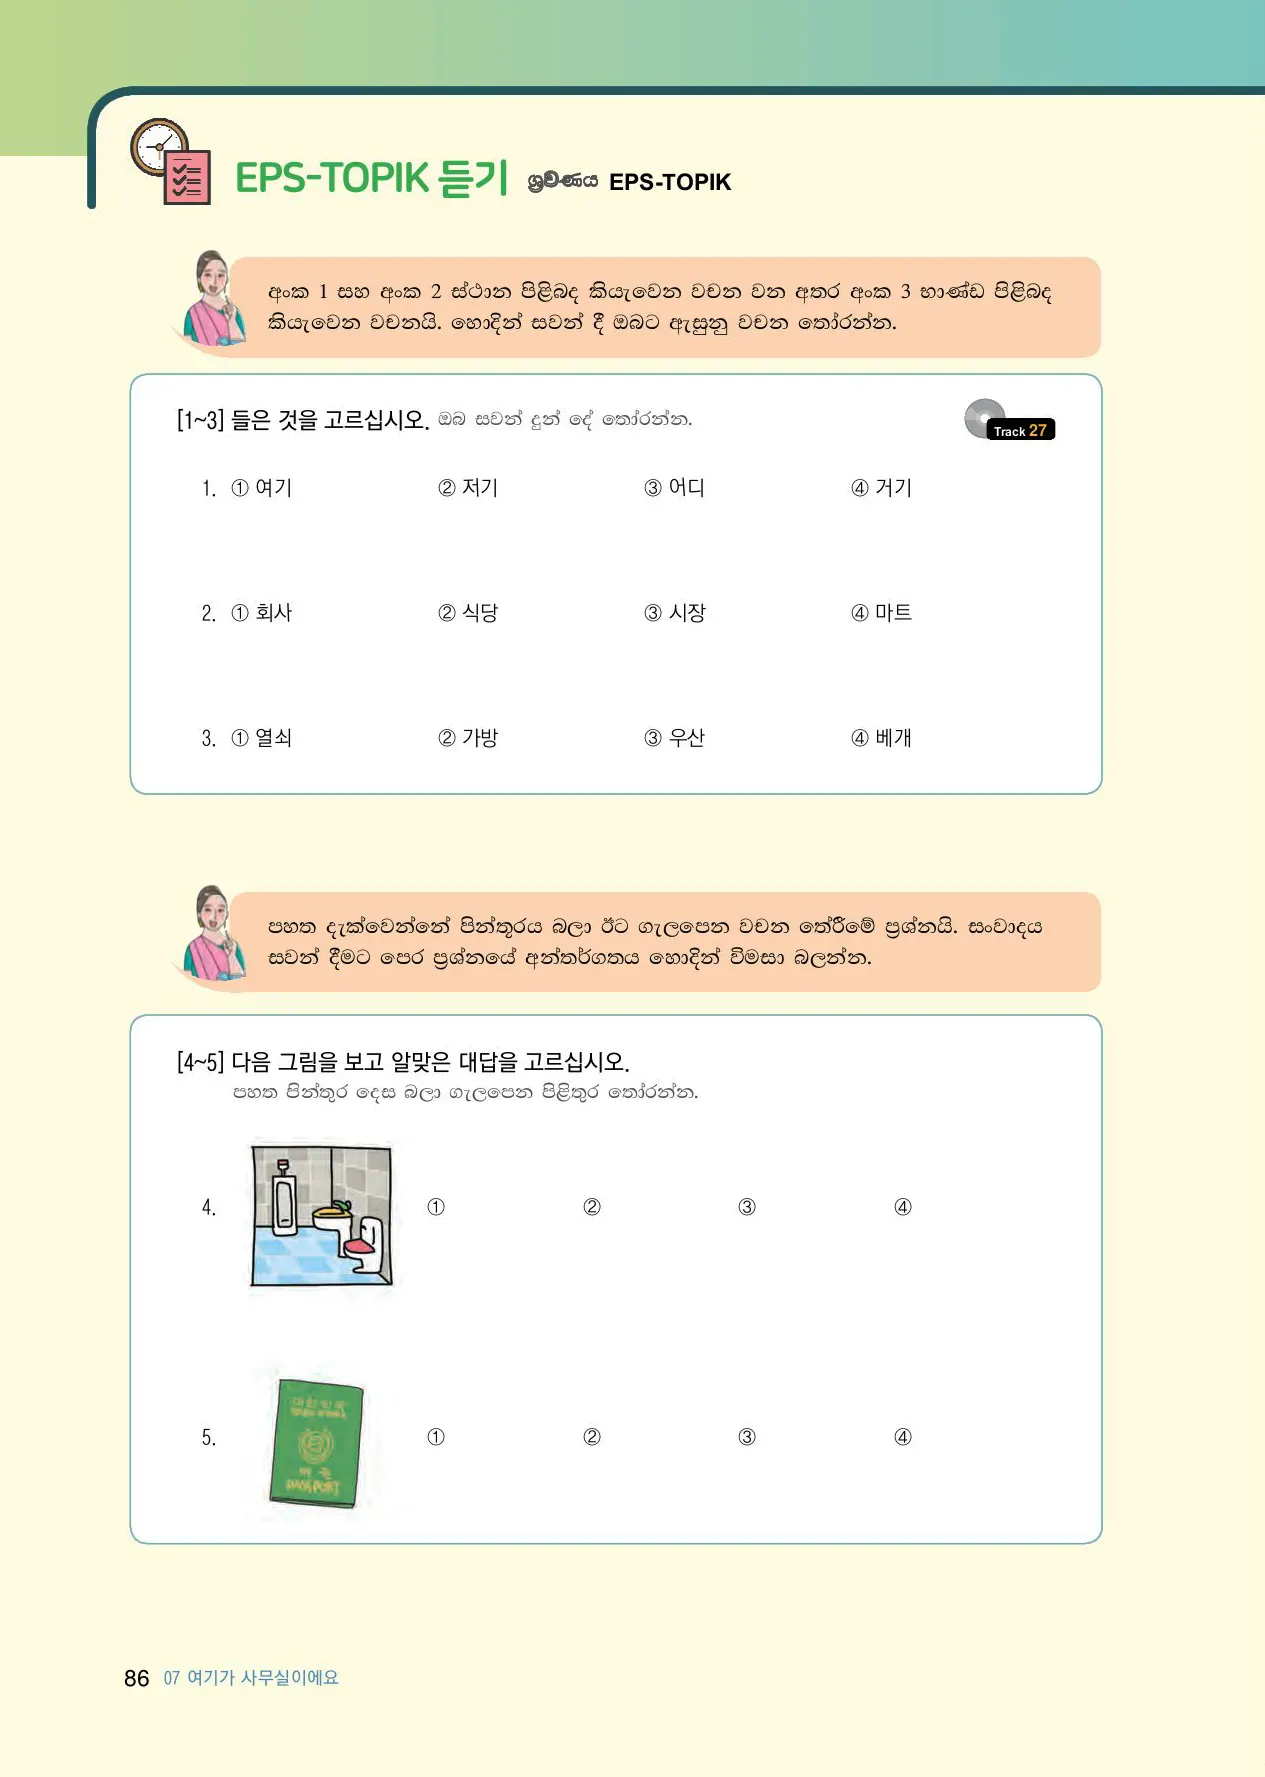 EPS-TOPIK 듣기 ශ්‍රවණය EPS-TOPIK
අංක 1 සහ අංක 2 ස්ථාන පිළිබද කියැවෙන වචන වන අතර අංක 3 භාණ්ඩ පිළිබද
කියැවෙන වචනයි. හොදින් සවන් දී ඔබට ඇසුනු වචන තෝරන්න.
[1~3] 들은 것을 고르십시오. ඔබ සවන් දුන් දේ තෝරන්න.
Track 27
1. ① 여기 ② 저기 ③ 어디 ④ 거기
2. ① 회사 ② 식당 ③ 시장 ④ 마트
3. ① 열쇠 ② 가방 ③ 우산 ④ 베개
පහත දැක්වෙන්නේ පින්තූරය බලා ඊට ගැලපෙන වචන තේරීමේ ප්‍රශ්නයි. සංවාදය
සවන් දීමට පෙර ප්‍රශ්නයේ අන්තර්ගතය හොදින් විමසා බලන්න.
[4~5] 다음 그림을 보고 알맞은 대답을 고르십시오.
පහත පින්තුර දෙස බලා ගැලපෙන පිළිතුර තෝරන්න.
4. ① ② ③ ④
대한민국
PASSPORT
5. ① ② ③ ④
86 07 여기가 사무실이에요